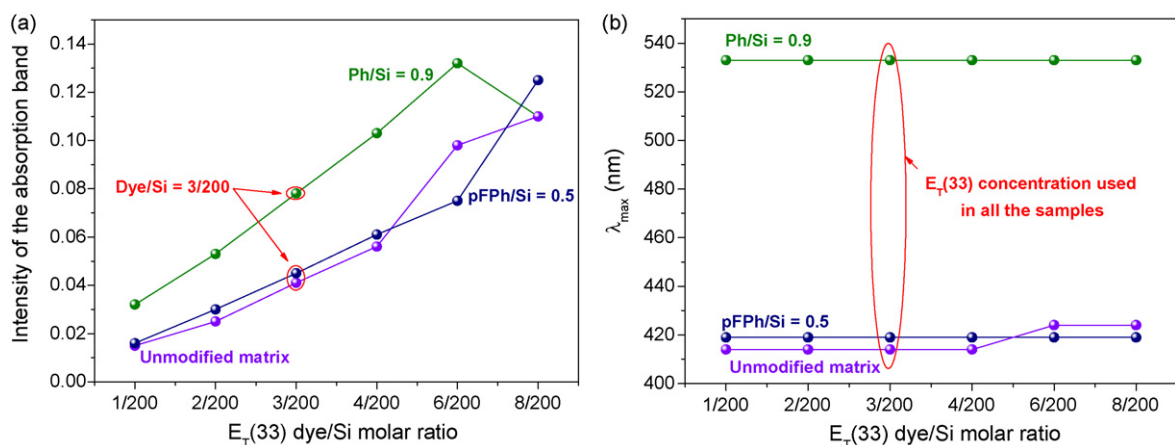 (a)
Intensity of the absorption band
0.14
0.12
0.10
0.08
0.06
0.04
0.02
0.00
Ph/Si = 0.9
Dye/Si = 3/200
pFPh/Si = 0.5
Unmodified matrix
1/200 2/200 3/200 4/200 6/200 8/200
E_T(33) dye/Si molar ratio
(b)
λ_max (nm)
540
520
500
480
460
440
420
400
Ph/Si = 0.9
E_T(33) concentration used
in all the samples
pFPh/Si = 0.5
Unmodified matrix
1/200 2/200 3/200 4/200 6/200 8/200
E_T(33) dye/Si molar ratio